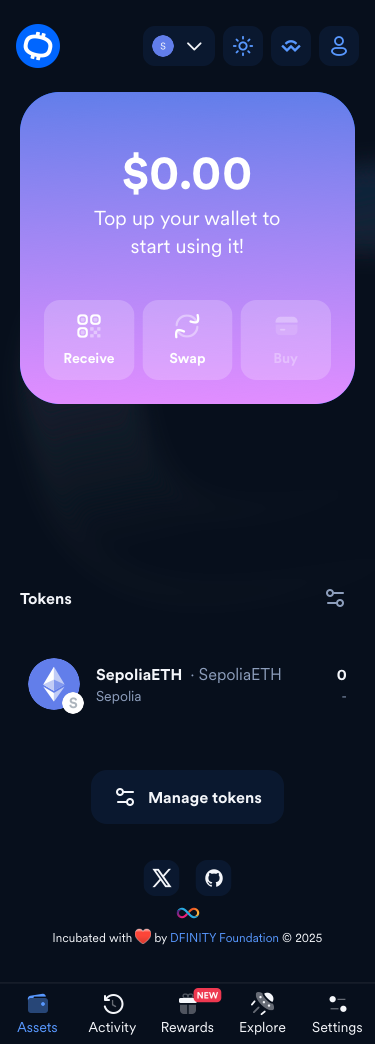 S
$0.00
Top up your wallet to
start using it!
Receive Swap Buy
Tokens
SepoliaETH · SepoliaETH 0
S Sepolia -
Manage tokens
Incubated with ❤️ by DFINITY Foundation © 2025
NEW
Assets Activity Rewards Explore Settings